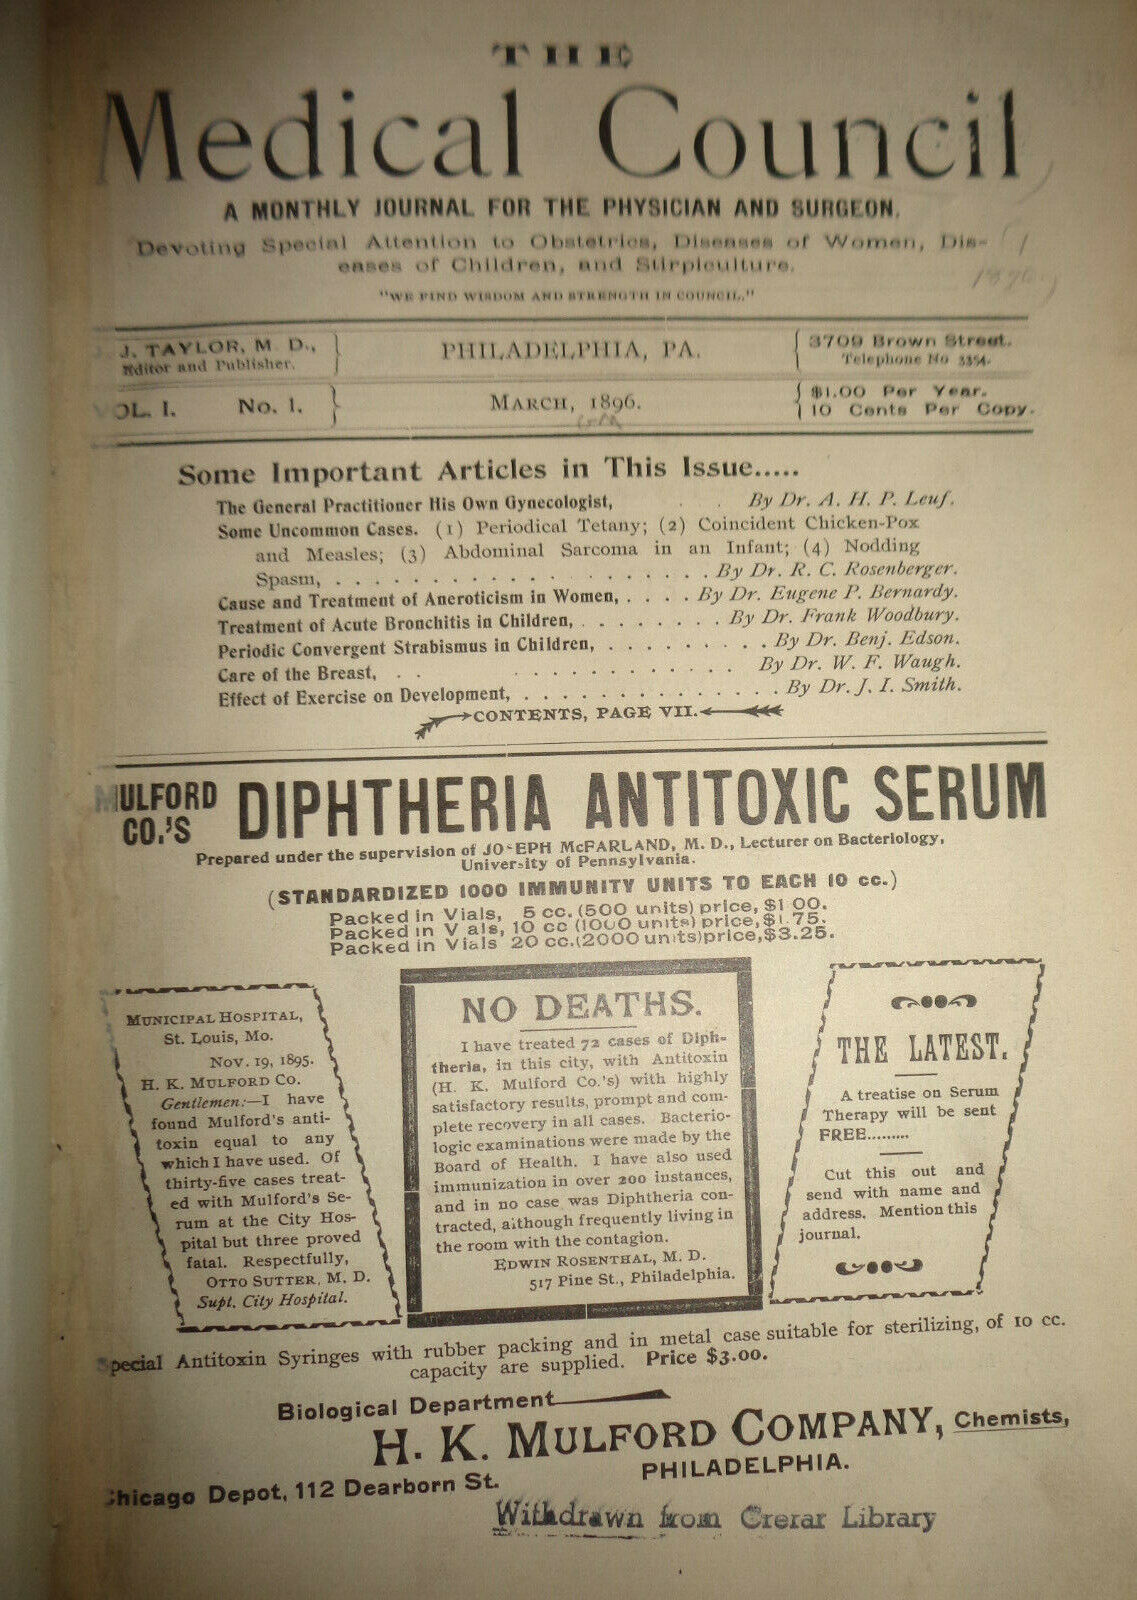 THE
Medical Council
A MONTHLY JOURNAL FOR THE PHYSICIAN AND SURGEON.
Devoting Special Attention to Obstetrics, Diseases of Women, Dis-
eases of Children, and Stirpiculture.
"WE FIND WISDOM AND STRENGTH IN COUNCIL."
1896
J. TAYLOR, M. D.,
Editor and Publisher.
PHILADELPHIA, PA.
3709 Brown Street.
Telephone No 3354.
VOL. I. No. 1.
MARCH, 1896.
$1.00 Per Year.
10 Cents Per Copy.
Some Important Articles in This Issue.....
The General Practitioner His Own Gynecologist, . . By Dr. A. H. P. Leuf.
Some Uncommon Cases. (1) Periodical Tetany; (2) Coincident Chicken-Pox
and Measles; (3) Abdominal Sarcoma in an Infant; (4) Nodding
Spasm, . . . . . . . . . . . . . . . . . . . By Dr. R. C. Rosenberger.
Cause and Treatment of Aneroticism in Women, . . . . By Dr. Eugene P. Bernardy.
Treatment of Acute Bronchitis in Children, . . . . . . . . By Dr. Frank Woodbury.
Periodic Convergent Strabismus in Children, . . . . . . . . . By Dr. Benj. Edson.
Care of the Breast, . . . . . . . . . . . . By Dr. W. F. Waugh.
Effect of Exercise on Development, . . . . . . . . . . . . . . By Dr. J. I. Smith.
CONTENTS, PAGE VII.
MULFORD
CO.'S
DIPHTHERIA ANTITOXIC SERUM
Prepared under the supervision of JOSEPH McFARLAND, M. D., Lecturer on Bacteriology,
University of Pennsylvania.
(STANDARDIZED 1000 IMMUNITY UNITS TO EACH 10 cc.)
Packed in Vials, 5 cc. (500 units) price, $1 00.
Packed in V als, 10 cc (1000 units) price, $1.75.
Packed in Vials 20 cc. (2000 units) price, $3.25.
MUNICIPAL HOSPITAL,
St. Louis, Mo.
Nov. 19, 1895.
H. K. MULFORD CO.
Gentlemen:—I have
found Mulford's anti-
toxin equal to any
which I have used. Of
thirty-five cases treat-
ed with Mulford's Se-
rum at the City Hos-
pital but three proved
fatal. Respectfully,
OTTO SUTTER, M. D.
Supt. City Hospital.
NO DEATHS.
I have treated 72 cases of Diph-
theria, in this city, with Antitoxin
(H. K. Mulford Co.'s) with highly
satisfactory results, prompt and com-
plete recovery in all cases. Bacterio-
logic examinations were made by the
Board of Health. I have also used
immunization in over 200 instances,
and in no case was Diphtheria con-
tracted, although frequently living in
the room with the contagion.
EDWIN ROSENTHAL, M. D.
517 Pine St., Philadelphia.
THE LATEST.
A treatise on Serum
Therapy will be sent
FREE.........
Cut this out and
send with name and
address. Mention this
journal.
Special Antitoxin Syringes with rubber packing and in metal case suitable for sterilizing, of 10 cc.
capacity are supplied. Price $3.00.
Biological Department
H. K. MULFORD COMPANY, Chemists,
PHILADELPHIA.
Chicago Depot, 112 Dearborn St.
Withdrawn from Crerar Library